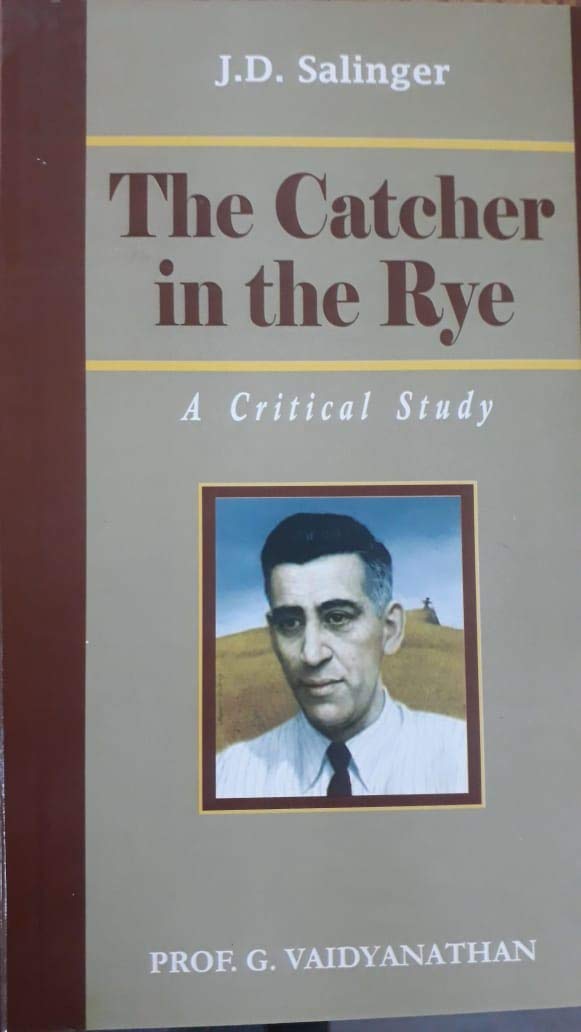 J.D. Salinger
The Catcher
in the Rye
A Critical Study
PROF. G. VAIDYANATHAN